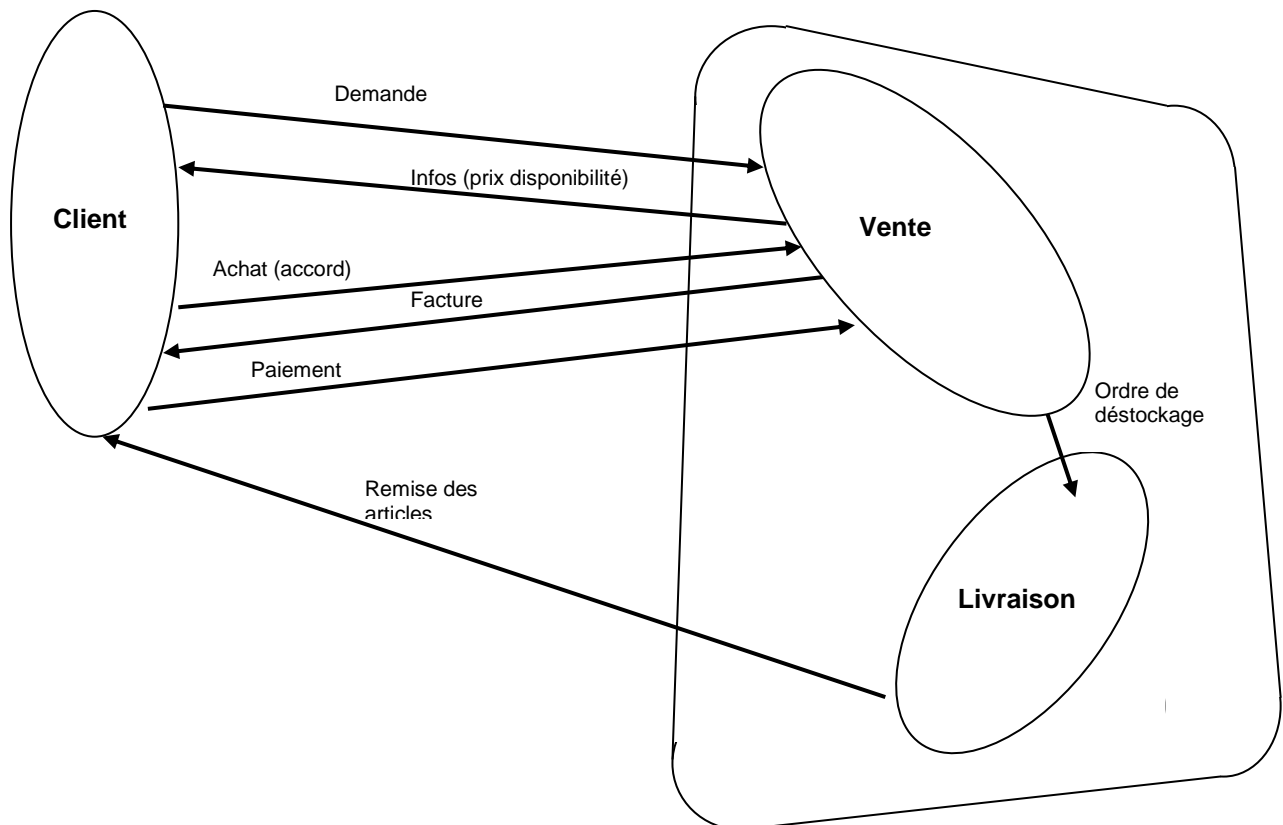 Demande
Infos (prix disponibilité)
Client
Vente
Achat (accord)
Facture
Paiement
Ordre de
déstockage
Remise des
articles
Livraison